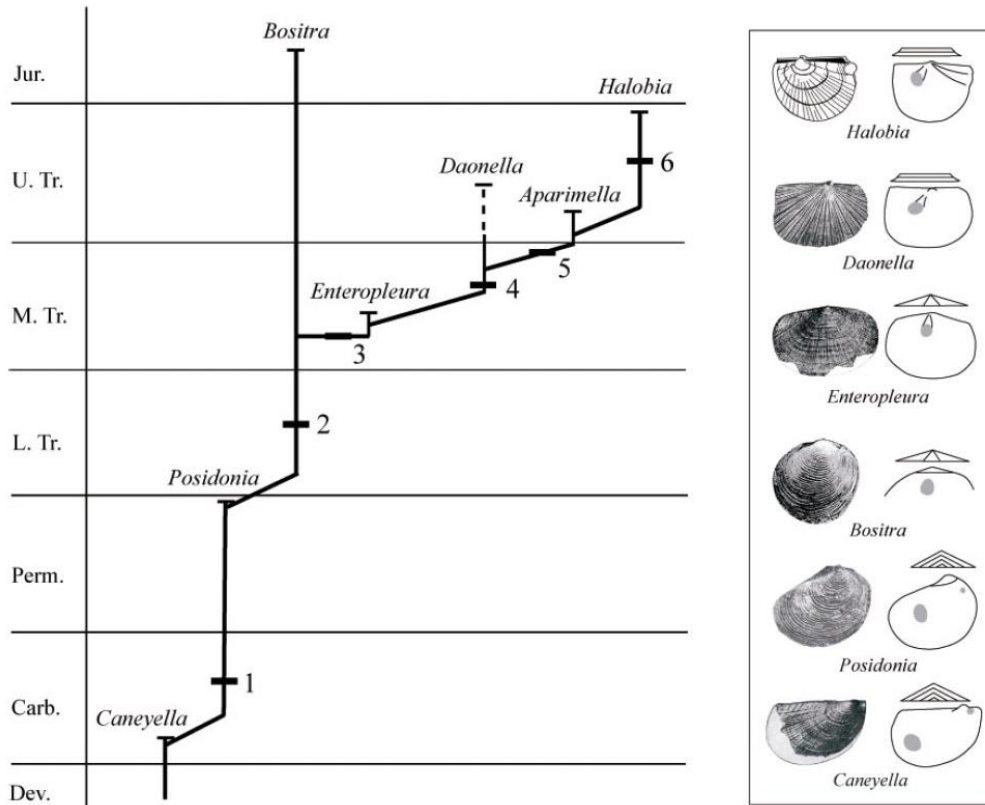 Bositra
Jur.
Halobia
6
U. Tr.
Daonella
Aparimella
5
4
Enteropleura
M. Tr.
3
2
L. Tr.
Posidonia
Perm.
1
Carb.
Caneyella
Dev.
Halobia
Daonella
Enteropleura
Bositra
Posidonia
Caneyella